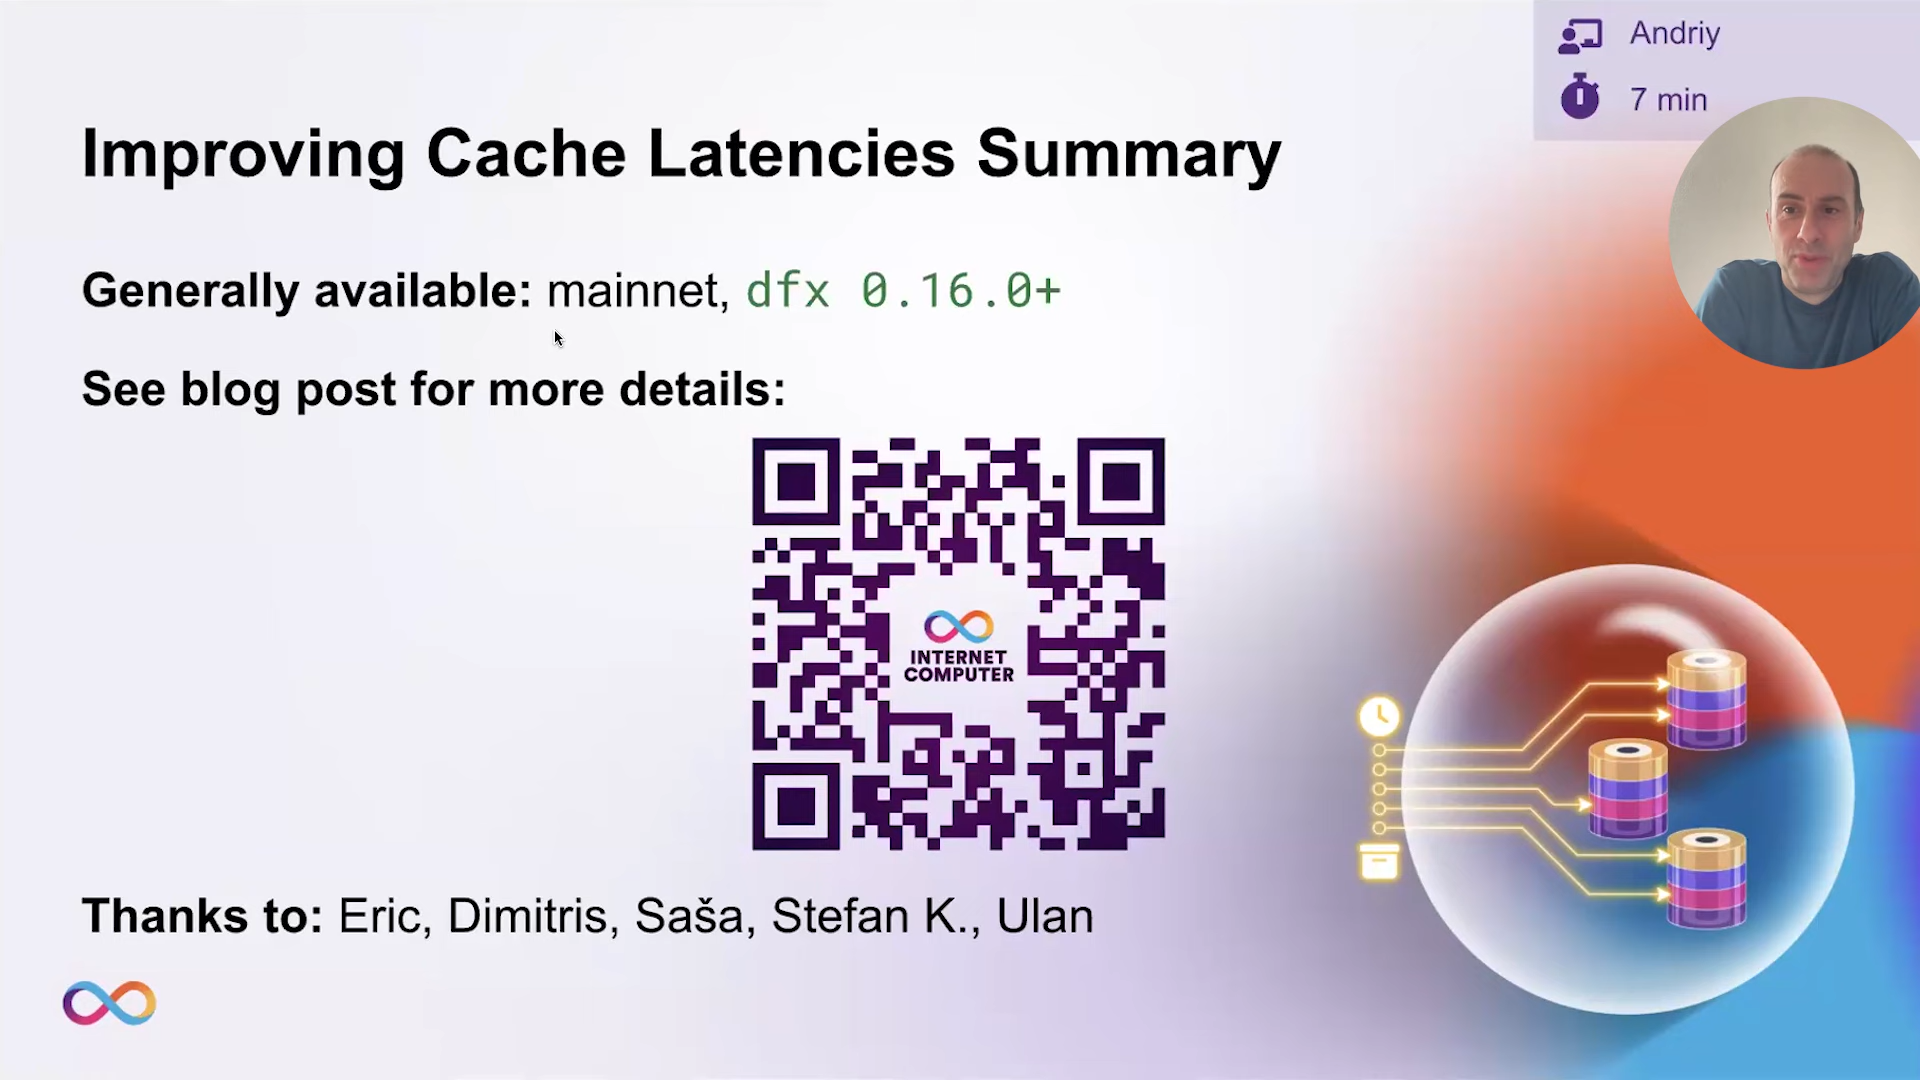 Andriy
7 min
Improving Cache Latencies Summary
Generally available: mainnet, dfx 0.16.0+
See blog post for more details:
INTERNET
COMPUTER
Thanks to: Eric, Dimitris, Saša, Stefan K., Ulan